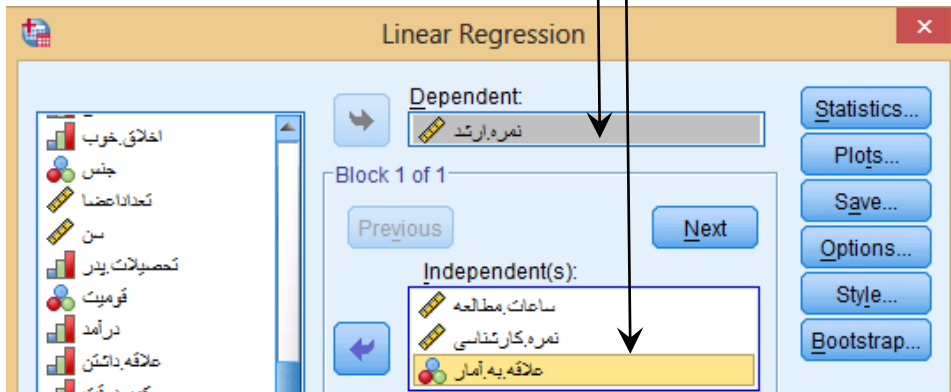 Linear Regression
Dependent:
نمره.ارشد
Statistics...
Plots...
Save...
Options...
Style...
Bootstrap...
Block 1 of 1
Previous
Next
Independent(s):
ساعات.مطالعه
نمره.کارشناسی
علاقه.به.آمار
اخلاق.خوب
جنس
تعداداعضا
سن
تحصیلات.پدر
قومیت
درآمد
علاقه.داشتن